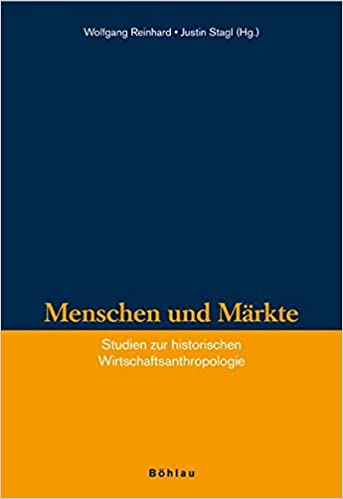 Wolfgang Reinhard • Justin Stagl (Hg.)
Menschen und Märkte
Studien zur historischen
Wirtschaftsanthropologie
Böhlau